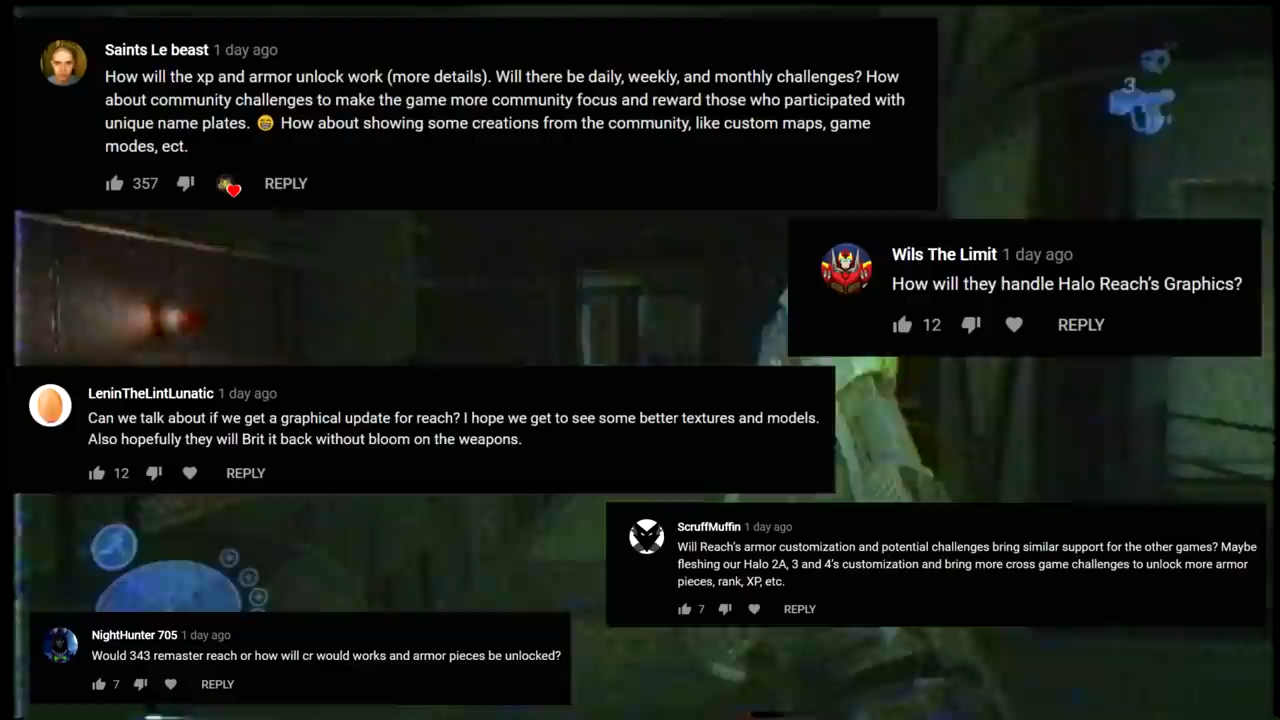 Saints Le beast 1 day ago
How will the xp and armor unlock work (more details). Will there be daily, weekly, and monthly challenges? How
about community challenges to make the game more community focus and reward those who participated with
unique name plates. 😁 How about showing some creations from the community, like custom maps, game
modes, ect.
357 REPLY
3
Wils The Limit 1 day ago
How will they handle Halo Reach's Graphics?
12 REPLY
LeninTheLintLunatic 1 day ago
Can we talk about if we get a graphical update for reach? I hope we get to see some better textures and models.
Also hopefully they will Brit it back without bloom on the weapons.
12 REPLY
ScruffMuffin 1 day ago
Will Reach's armor customization and potential challenges bring similar support for the other games? Maybe
fleshing our Halo 2A, 3 and 4's customization and bring more cross game challenges to unlock more armor
pieces, rank, XP, etc.
7 REPLY
NightHunter 705 1 day ago
Would 343 remaster reach or how will cr would works and armor pieces be unlocked?
7 REPLY